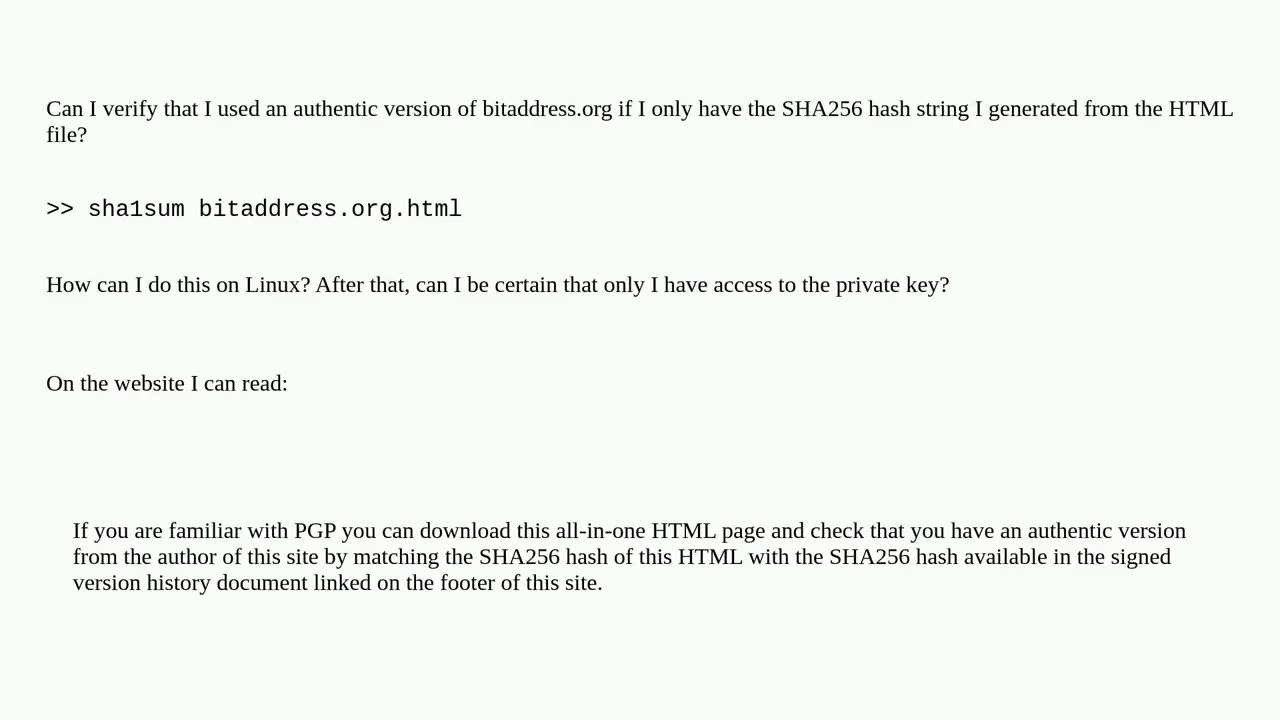 Can I verify that I used an authentic version of bitaddress.org if I only have the SHA256 hash string I generated from the HTML
file?
>> sha1sum bitaddress.org.html
How can I do this on Linux? After that, can I be certain that only I have access to the private key?
On the website I can read:
If you are familiar with PGP you can download this all-in-one HTML page and check that you have an authentic version
from the author of this site by matching the SHA256 hash of this HTML with the SHA256 hash available in the signed
version history document linked on the footer of this site.